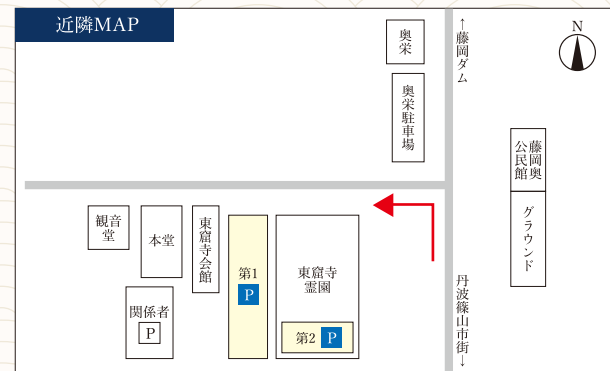 近隣MAP
N
↑藤岡ダム
奥栄
奥栄駐車場
藤岡奥
公民館
グラウンド
観音
堂
本堂
東窟寺会館
第1
P
東窟寺
霊園
第2 P
関係者
P
丹波篠山市街↓